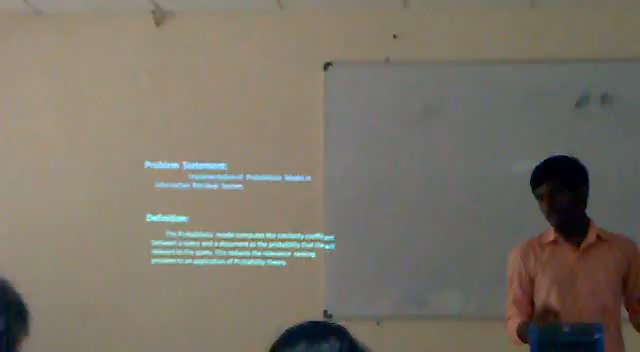 Problem Statement:
Implementation of Probabilistic Model in
Information Retrieval System.
Definition:
The Probabilistic model computes the similarity coefficient
between a query and a document as the probability that the will
relevant to the query. This reduces the relevance ranking
problem to an application of Probability theory.